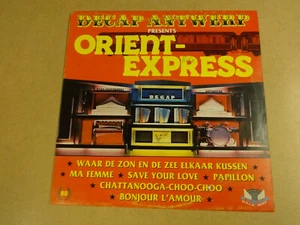 DECAP ANTWERP
PRESENTS
ORIENT-
EXPRESS
DECAP
★ WAAR DE ZON EN DE ZEE ELKAAR KUSSEN
★ MA FEMME ★ SAVE YOUR LOVE ★ PAPILLON
★ CHATTANOOGA-CHOO-CHOO
★ BONJOUR L'AMOUR ★